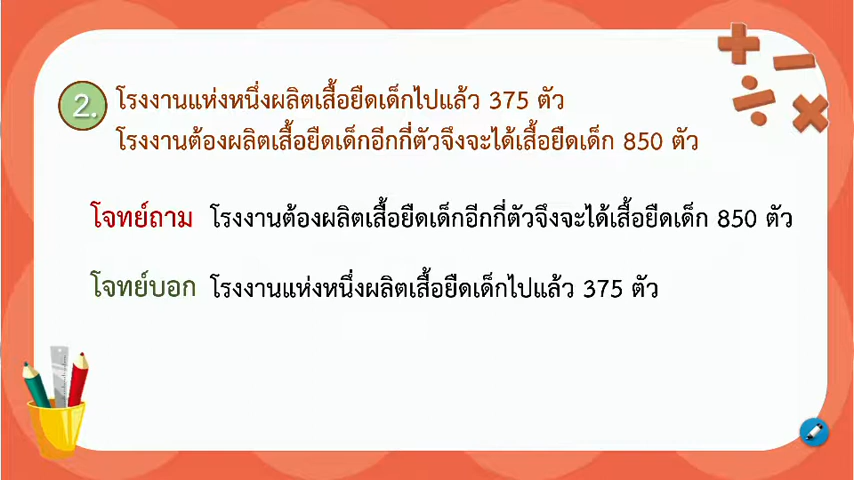 2. โรงงานแห่งหนึ่งผลิตเสื้อยืดเด็กไปแล้ว 375 ตัว
โรงงานต้องผลิตเสื้อยืดเด็กอีกกี่ตัวจึงจะได้เสื้อยืดเด็ก 850 ตัว
โจทย์ถาม โรงงานต้องผลิตเสื้อยืดเด็กอีกกี่ตัวจึงจะได้เสื้อยืดเด็ก 850 ตัว
โจทย์บอก โรงงานแห่งหนึ่งผลิตเสื้อยืดเด็กไปแล้ว 375 ตัว